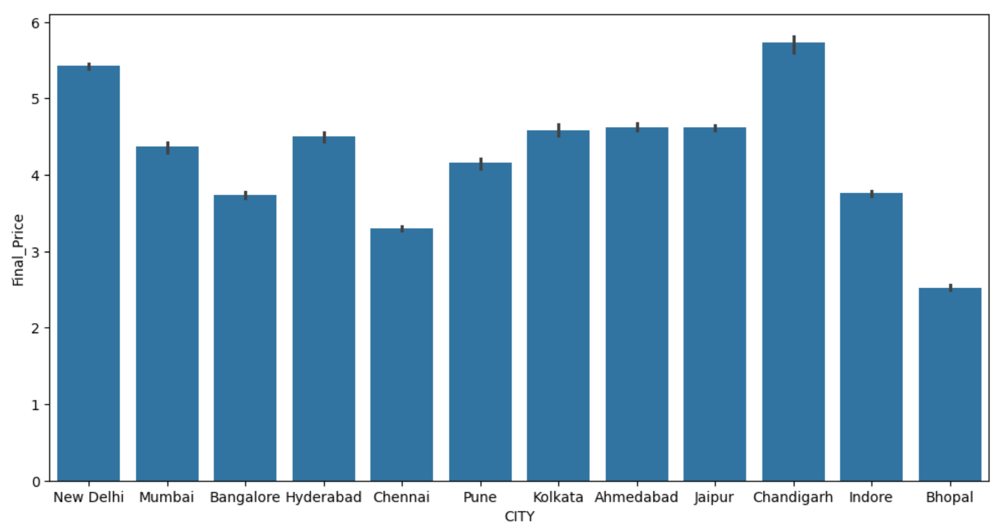 6
5
4
3
2
1
0
Final_Price
New Delhi Mumbai Bangalore Hyderabad Chennai Pune Kolkata Ahmedabad Jaipur Chandigarh Indore Bhopal
CITY